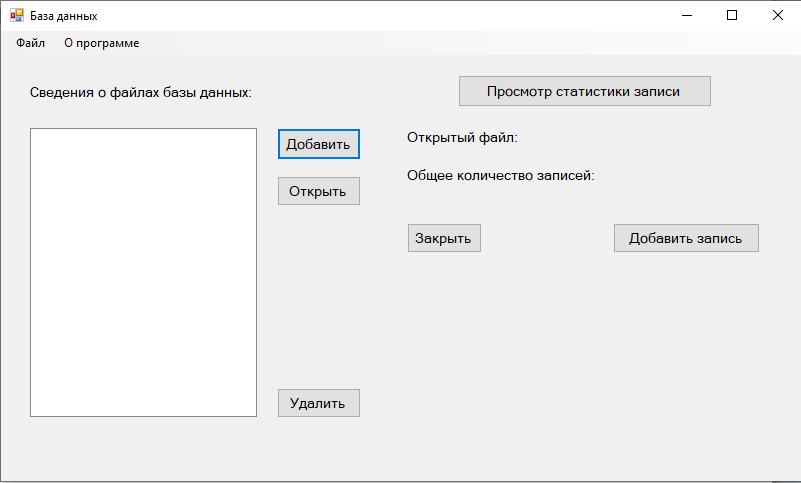 База данных
Файл О программе
Сведения о файлах базы данных:
Просмотр статистики записи
Добавить
Открыть
Удалить
Открытый файл:
Общее количество записей:
Закрыть
Добавить запись